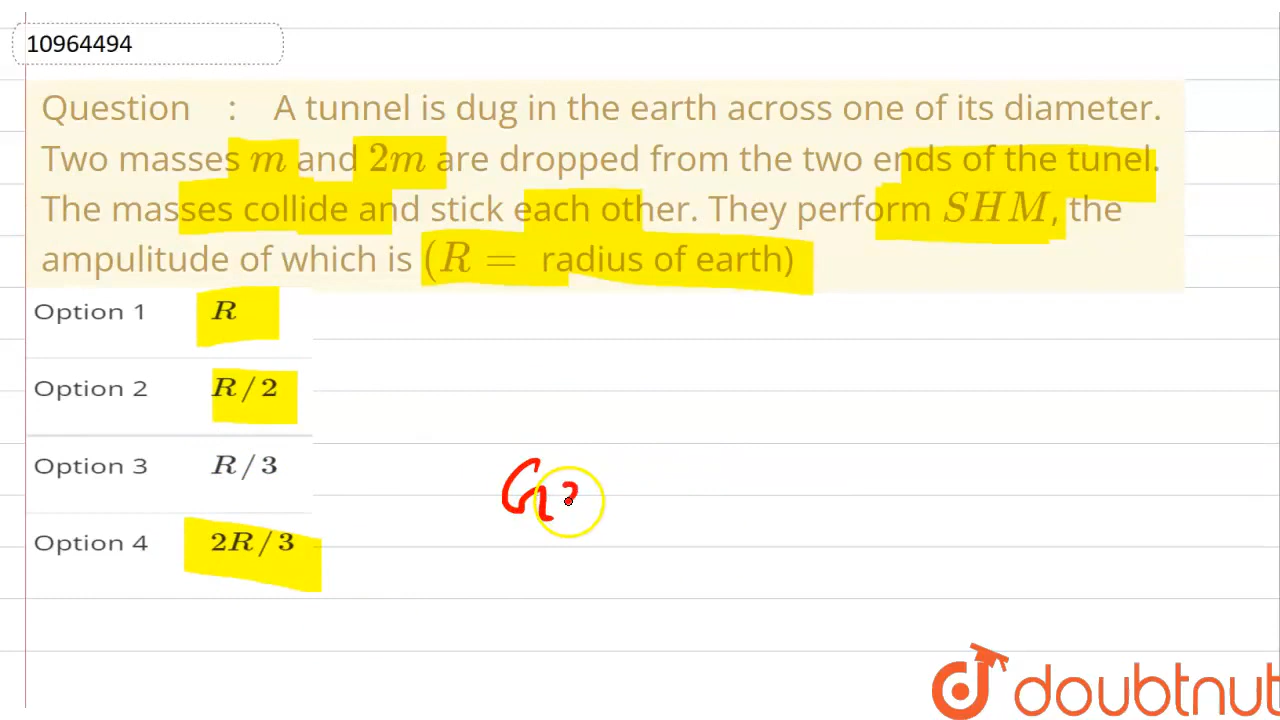 10964494
Question : A tunnel is dug in the earth across one of its diameter.
Two masses m and 2m are dropped from the two ends of the tunel.
The masses collide and stick each other. They perform SHM, the
ampulitude of which is (R = radius of earth)
Option 1 R
Option 2 R/2
Option 3 R/3
Option 4 2R/3
doubtnut